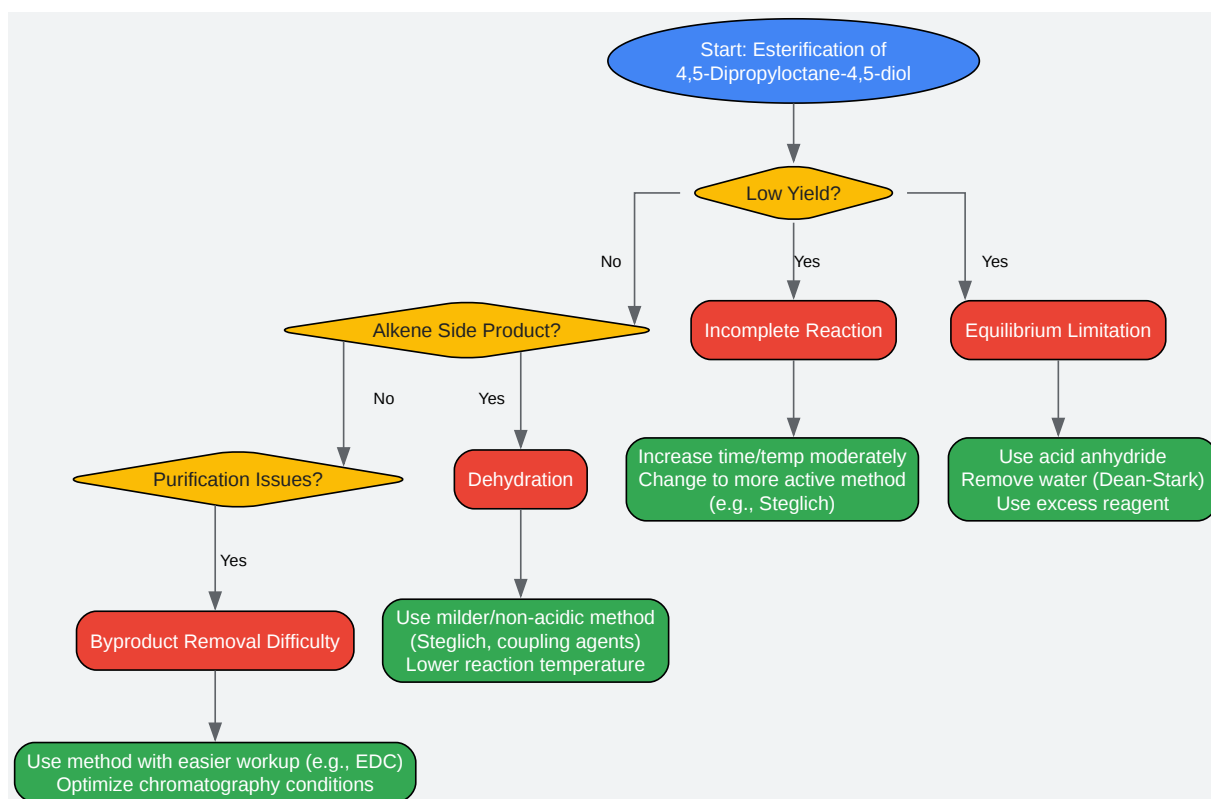 Start: Esterification of
4,5-Dipropyloctane-4,5-diol
Low Yield?
No
Yes
Yes
Alkene Side Product?
Incomplete Reaction
Equilibrium Limitation
No
Yes
Purification Issues?
Dehydration
Increase time/temp moderately
Change to more active method
(e.g., Steglich)
Use acid anhydride
Remove water (Dean-Stark)
Use excess reagent
Yes
Byproduct Removal Difficulty
Use milder/non-acidic method
(Steglich, coupling agents)
Lower reaction temperature
Use method with easier workup (e.g., EDC)
Optimize chromatography conditions